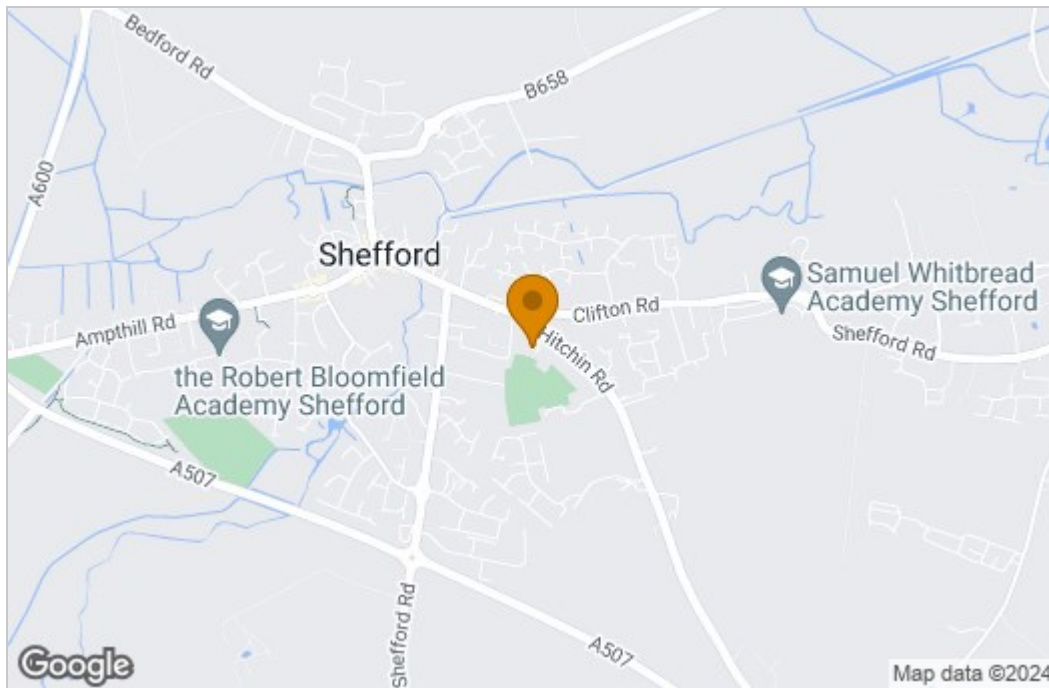 Bedford Rd
B658
A600
Shefford
Samuel Whitbread
Academy Shefford
Clifton Rd
Ampthill Rd
Hitchin Rd
Shefford Rd
the Robert Bloomfield
Academy Shefford
A507
Shefford Rd
A507
Google
Map data ©2024